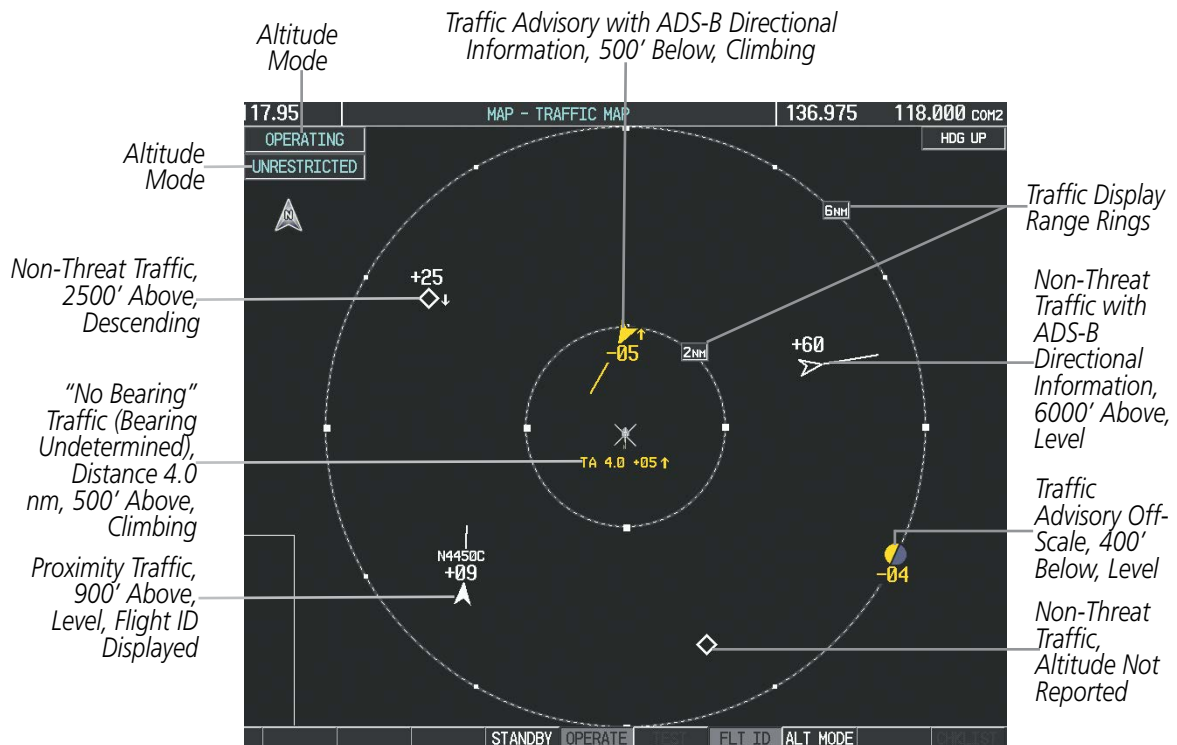 Traffic Advisory with ADS-B Directional
Information, 500’ Below, Climbing
Altitude
Mode
117.95
MAP - TRAFFIC MAP
136.975
118.000 COM2
OPERATING
HDG UP
Altitude
Mode
UNRESTRICTED
N
6NM
Traffic Display
Range Rings
Non-Threat Traffic,
2500’ Above,
Descending
+25
-05
2NM
+60
Non-Threat
Traffic with
ADS-B
Directional
Information,
6000’ Above,
Level
“No Bearing”
Traffic (Bearing
Undetermined),
Distance 4.0
nm, 500’ Above,
Climbing
TA 4.0 +05↑
Traffic
Advisory Off-
Scale, 400’
Below, Level
-04
Proximity Traffic,
900’ Above,
Level, Flight ID
Displayed
N4450C
+09
Non-Threat
Traffic,
Altitude Not
Reported
STANDBY OPERATE TEST FLT ID ALT MODE CHKLIST